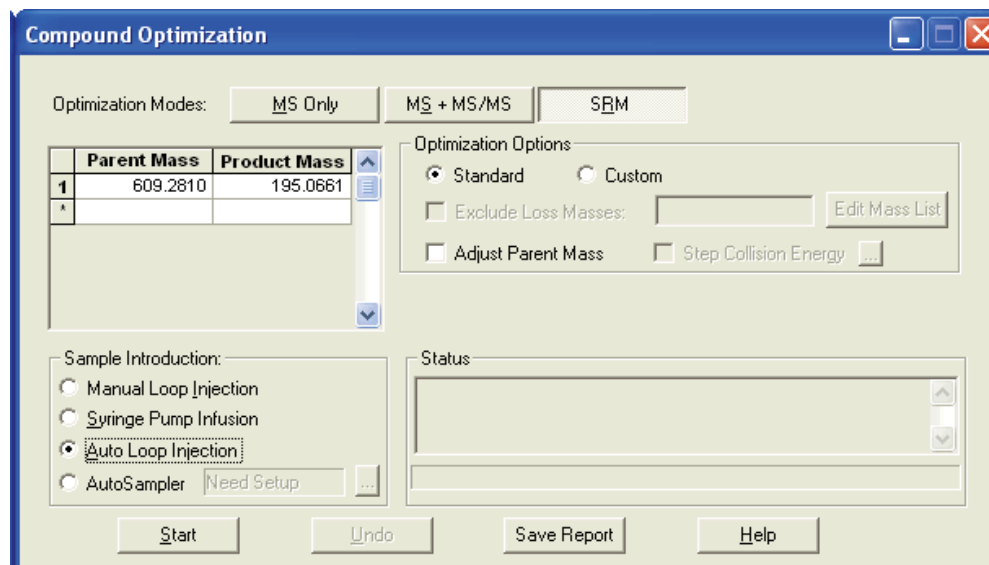 Compound Optimization
Optimization Modes: MS Only MS + MS/MS SRM
Parent Mass Product Mass
1 609.2810 195.0661
*
Optimization Options
Standard Custom
Exclude Loss Masses: Edit Mass List
Adjust Parent Mass Step Collision Energy ...
Sample Introduction:
Manual Loop Injection
Syringe Pump Infusion
Auto Loop Injection
AutoSampler Need Setup ...
Status
Start Undo Save Report Help